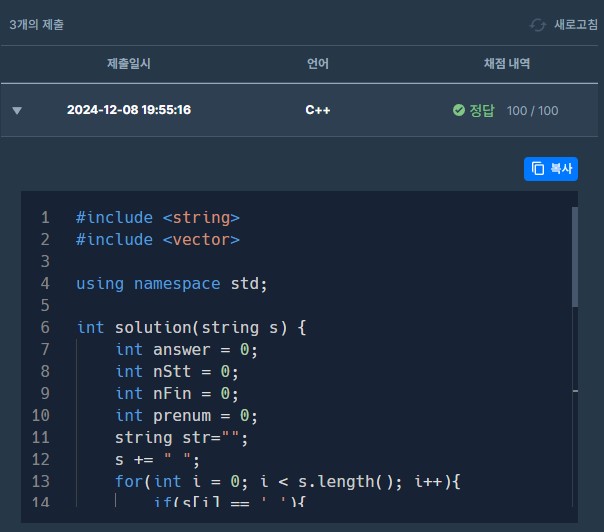 3개의 제출 새로고침
제출일시 언어 채점 내역
2024-12-08 19:55:16 C++ 정답 100 / 100
복사
1 #include <string>
2 #include <vector>
3
4 using namespace std;
5
6 int solution(string s) {
7 int answer = 0;
8 int nStt = 0;
9 int nFin = 0;
10 int prenum = 0;
11 string str="";
12 s += " ";
13 for(int i = 0; i < s.length(); i++){
14 if(s[i] == ' '){